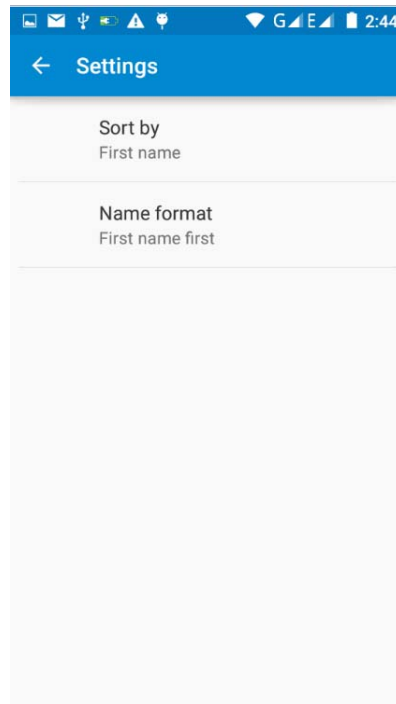 G E 2:44
Settings
Sort by
First name
Name format
First name first